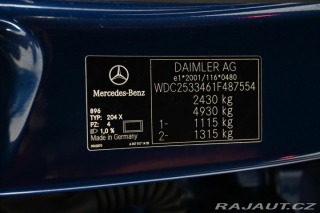 DAIMLER AG
e1*2001/116*0480
WDC2533461F487554
2430 kg
4930 kg
1- 1115 kg
2- 1315 kg
Mercedes-Benz
896
TYP: 204 X
PZ: 4
1,0 %
Made in Germany
RAJAUT.CZ